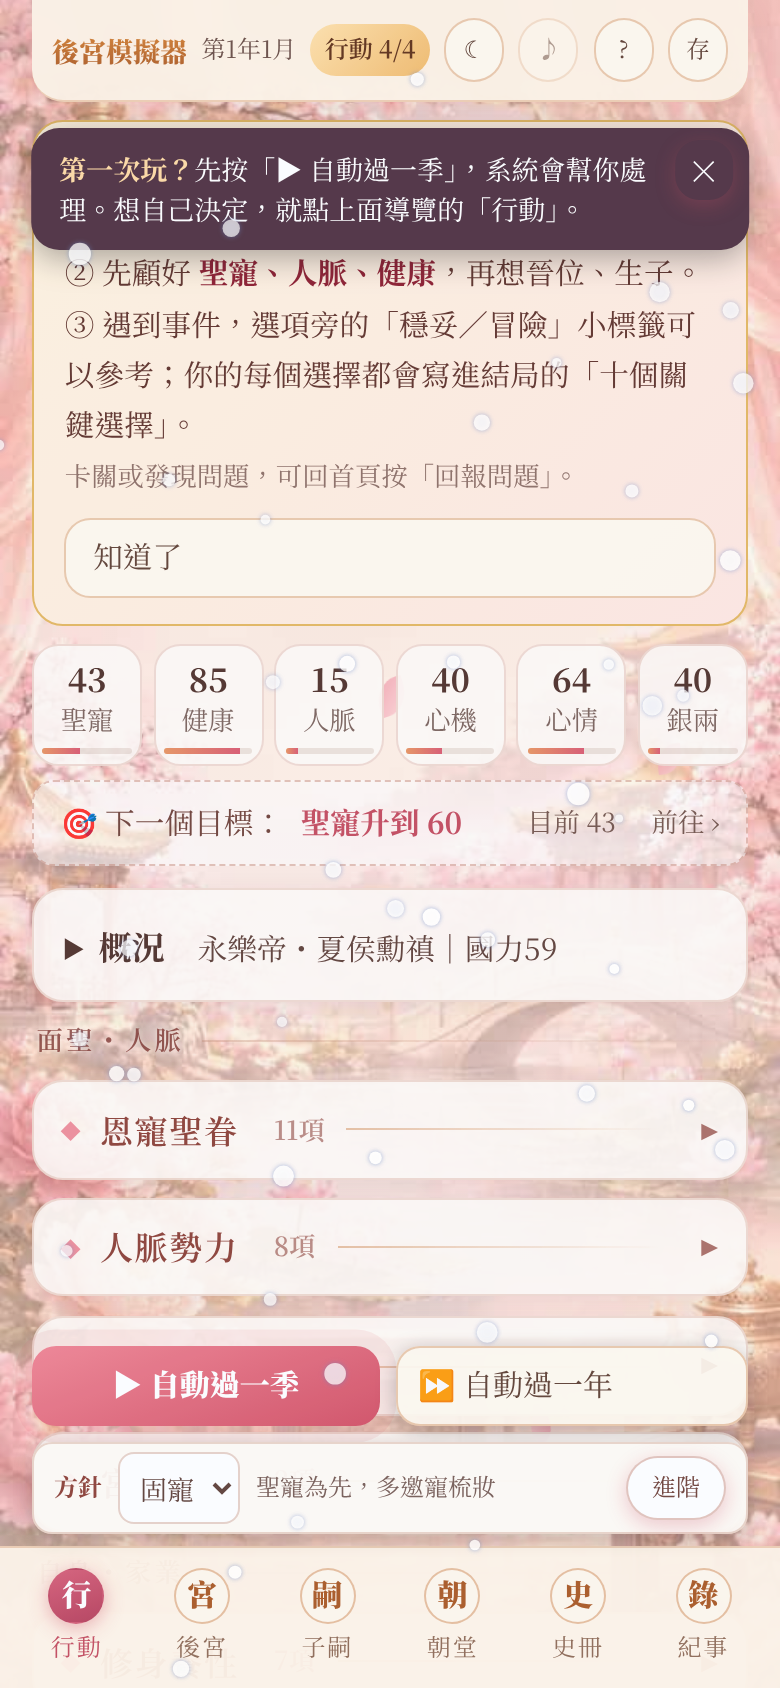 後宮模擬器 第1年1月 行動 4/4 ☾ ♪ ? 存
第一次玩？先按「▶ 自動過一季」，系統會幫你處
理。想自己決定，就點上面導覽的「行動」。
② 先顧好 聖寵、人脈、健康，再想晉位、生子。
③ 遇到事件，選項旁的「穩妥／冒險」小標籤可
以參考；你的每個選擇都會寫進結局的「十個關
鍵選擇」。
卡關或發現問題，可回首頁按「回報問題」。
知道了
43 85 15 40 64 40
聖寵 健康 人脈 心機 心情 銀兩
🎯 下一個目標： 聖寵升到 60 目前 43 前往 ›
▶ 概況 永樂帝・夏侯勳禛｜國力59
面聖・人脈
◆ 恩寵聖眷 11項 ▶
◆ 人脈勢力 8項 ▶
▶ 自動過一季 ⏩ 自動過一年
方針 固寵 聖寵為先，多邀寵梳妝 進階
行 宮 嗣 朝 史 錄
行動 後宮 子嗣 朝堂 史冊 紀事